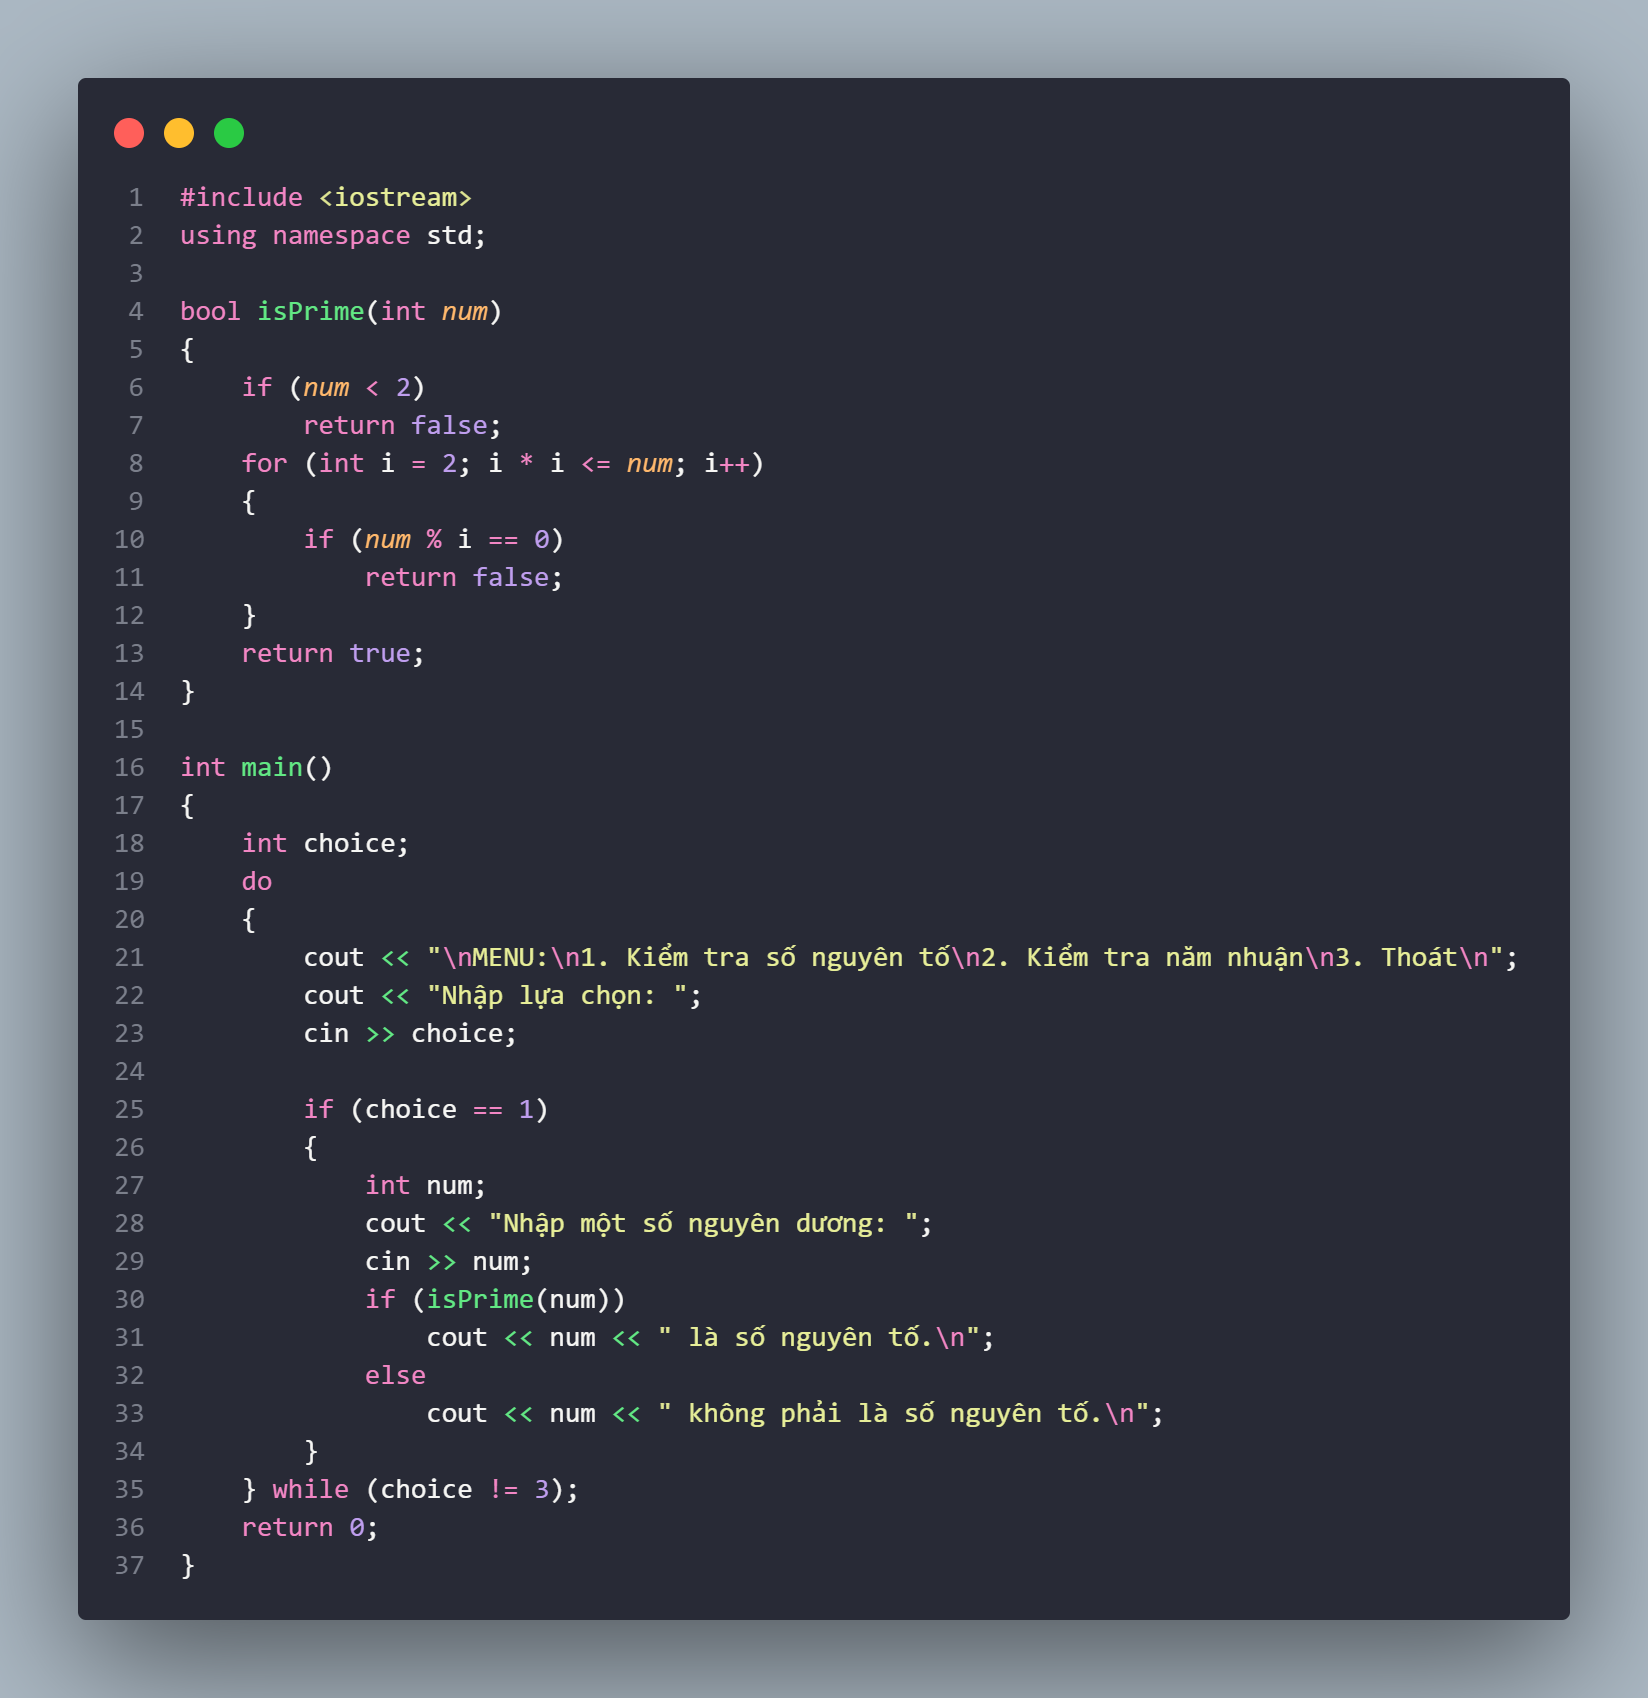 1 #include <iostream>
2 using namespace std;
3
4 bool isPrime(int num)
5 {
6     if (num < 2)
7         return false;
8     for (int i = 2; i * i <= num; i++)
9     {
10         if (num % i == 0)
11             return false;
12     }
13     return true;
14 }
15
16 int main()
17 {
18     int choice;
19     do
20     {
21         cout << "\nMENU:\n1. Kiểm tra số nguyên tố\n2. Kiểm tra năm nhuận\n3. Thoát\n";
22         cout << "Nhập lựa chọn: ";
23         cin >> choice;
24
25         if (choice == 1)
26         {
27             int num;
28             cout << "Nhập một số nguyên dương: ";
29             cin >> num;
30             if (isPrime(num))
31                 cout << num << " là số nguyên tố.\n";
32             else
33                 cout << num << " không phải là số nguyên tố.\n";
34         }
35     } while (choice != 3);
36     return 0;
37 }